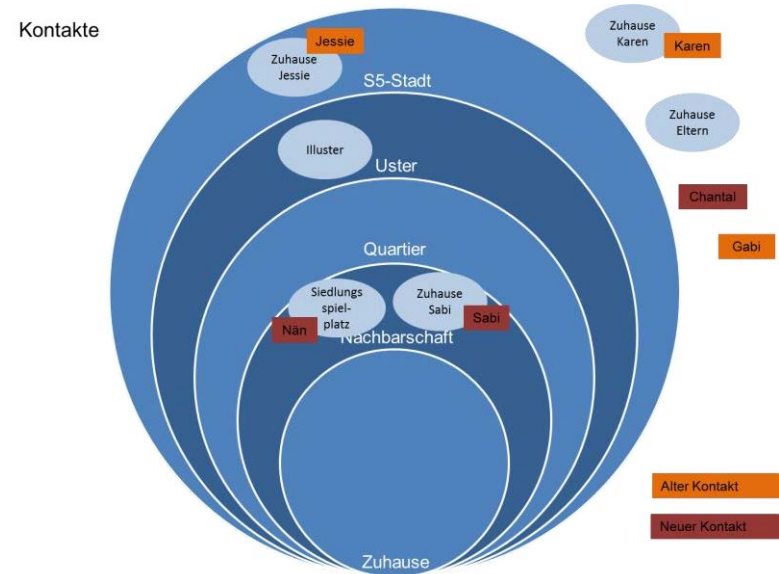 Kontakte
Jessie
Zuhause
Jessie
S5-Stadt
Zuhause
Karen
Karen
Zuhause
Eltern
Illuster
Uster
Chantal
Gabi
Quartier
Siedlungs
spiel-
platz
Nän
Zuhause
Sabi
Sabi
Nachbarschaft
Alter Kontakt
Neuer Kontakt
Zuhause